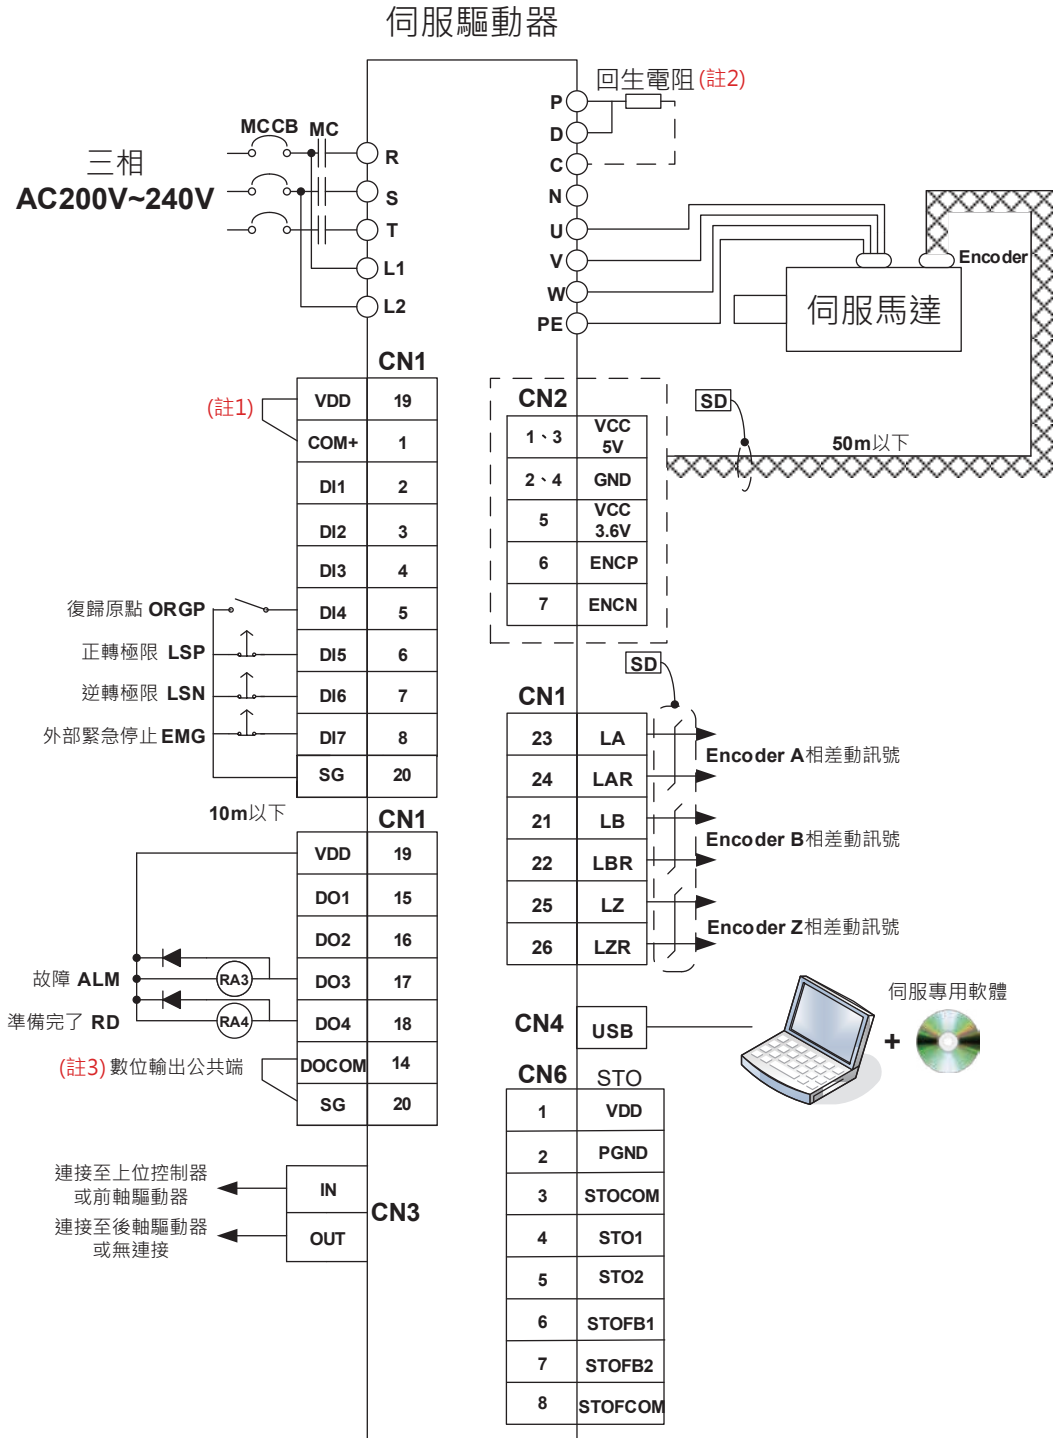 伺服驅動器
MCCB MC
三相
AC200V~240V
R
S
T
L1
L2
P
D
C
N
U
V
W
PE
回生電阻(註2)
Encoder
伺服馬達
CN1
(註1)
VDD 19
COM+ 1
DI1 2
DI2 3
DI3 4
復歸原點 ORGP DI4 5
正轉極限 LSP DI5 6
逆轉極限 LSN DI6 7
外部緊急停止 EMG DI7 8
SG 20
10m以下
CN1
VDD 19
DO1 15
DO2 16
故障 ALM RA3 DO3 17
準備完了 RD RA4 DO4 18
(註3) 數位輸出公共端 DOCOM 14
SG 20
連接至上位控制器
或前軸驅動器
IN
連接至後軸驅動器
或無連接
OUT
CN3
CN2
1、3 VCC 5V
2、4 GND
5 VCC 3.6V
6 ENCP
7 ENCN
SD
50m以下
SD
CN1
23 LA
24 LAR
Encoder A相差動訊號
21 LB
22 LBR
Encoder B相差動訊號
25 LZ
26 LZR
Encoder Z相差動訊號
CN4 USB
伺服專用軟體
+
CN6 STO
1 VDD
2 PGND
3 STOCOM
4 STO1
5 STO2
6 STOFB1
7 STOFB2
8 STOFCOM